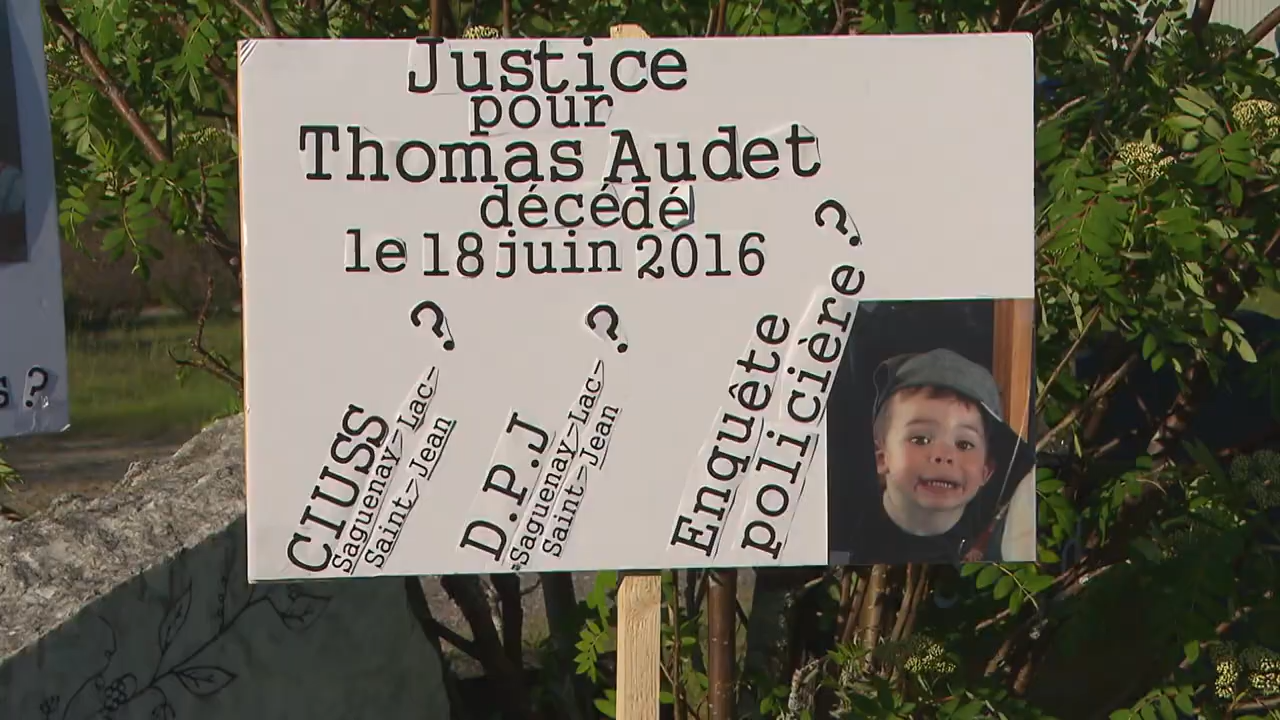 Justice
pour
Thomas Audet
décédé
le 18 juin 2016
CIUSS ?
Saguenay-Lac-
Saint-Jean
D.P.J ?
Saguenay-Lac-
Saint-Jean
Enquête
policière ?
s ?